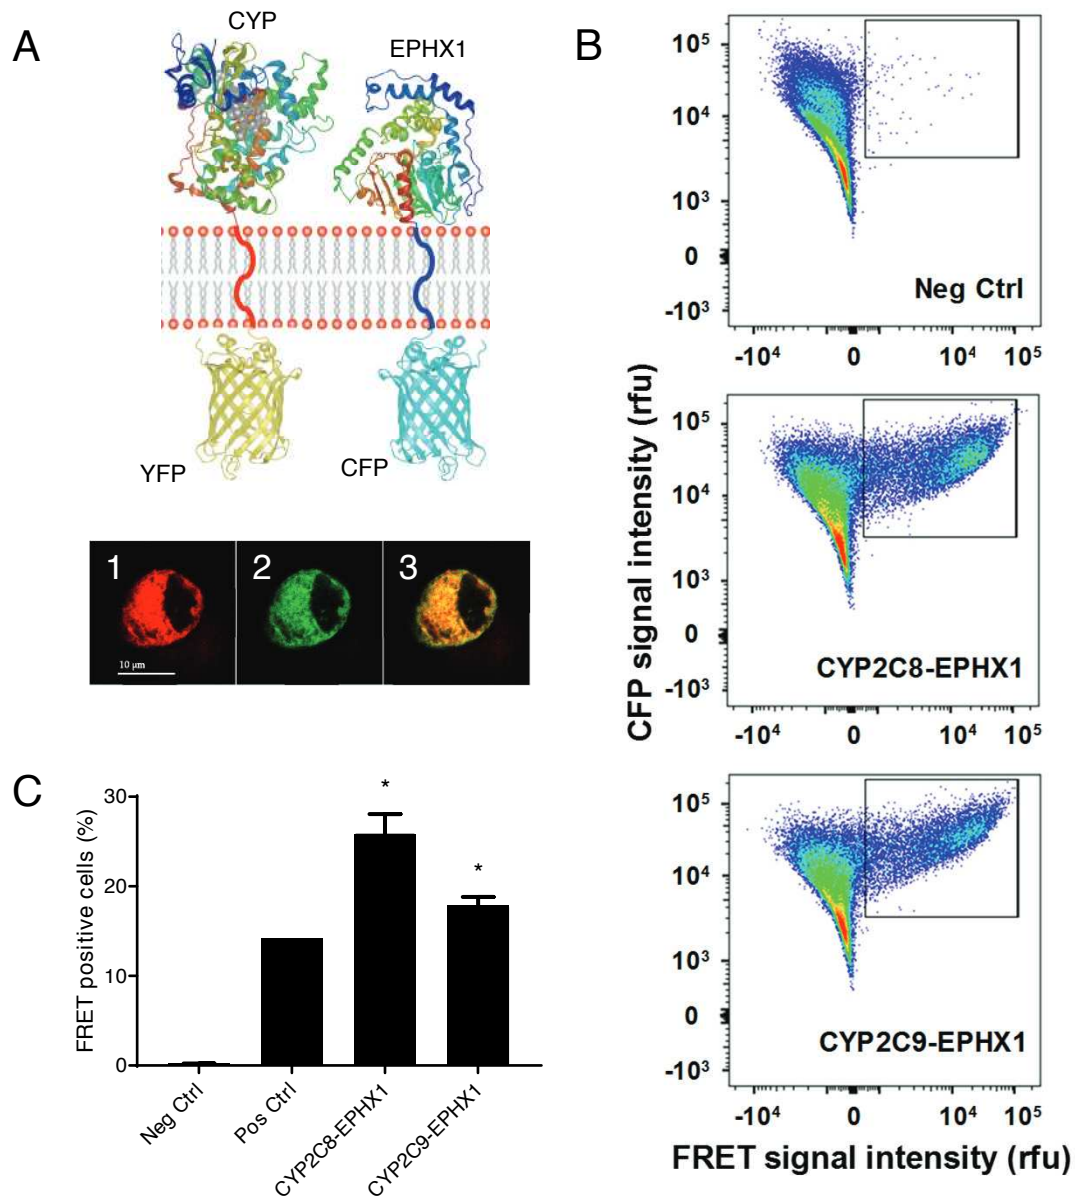 A
CYP
EPHX1
YFP
CFP
1
2
3
10 µm
B
10⁵
10⁴
10³
0
-10³
Neg Ctrl
-10⁴
0
10⁴
10⁵
10⁵
10⁴
10³
0
-10³
CYP2C8-EPHX1
-10⁴
0
10⁴
10⁵
10⁵
10⁴
10³
0
-10³
CYP2C9-EPHX1
-10⁴
0
10⁴
10⁵
CFP signal intensity (rfu)
FRET signal intensity (rfu)
C
FRET positive cells (%)
30
20
10
0
*
*
Neg Ctrl
Pos Ctrl
CYP2C8-EPHX1
CYP2C9-EPHX1